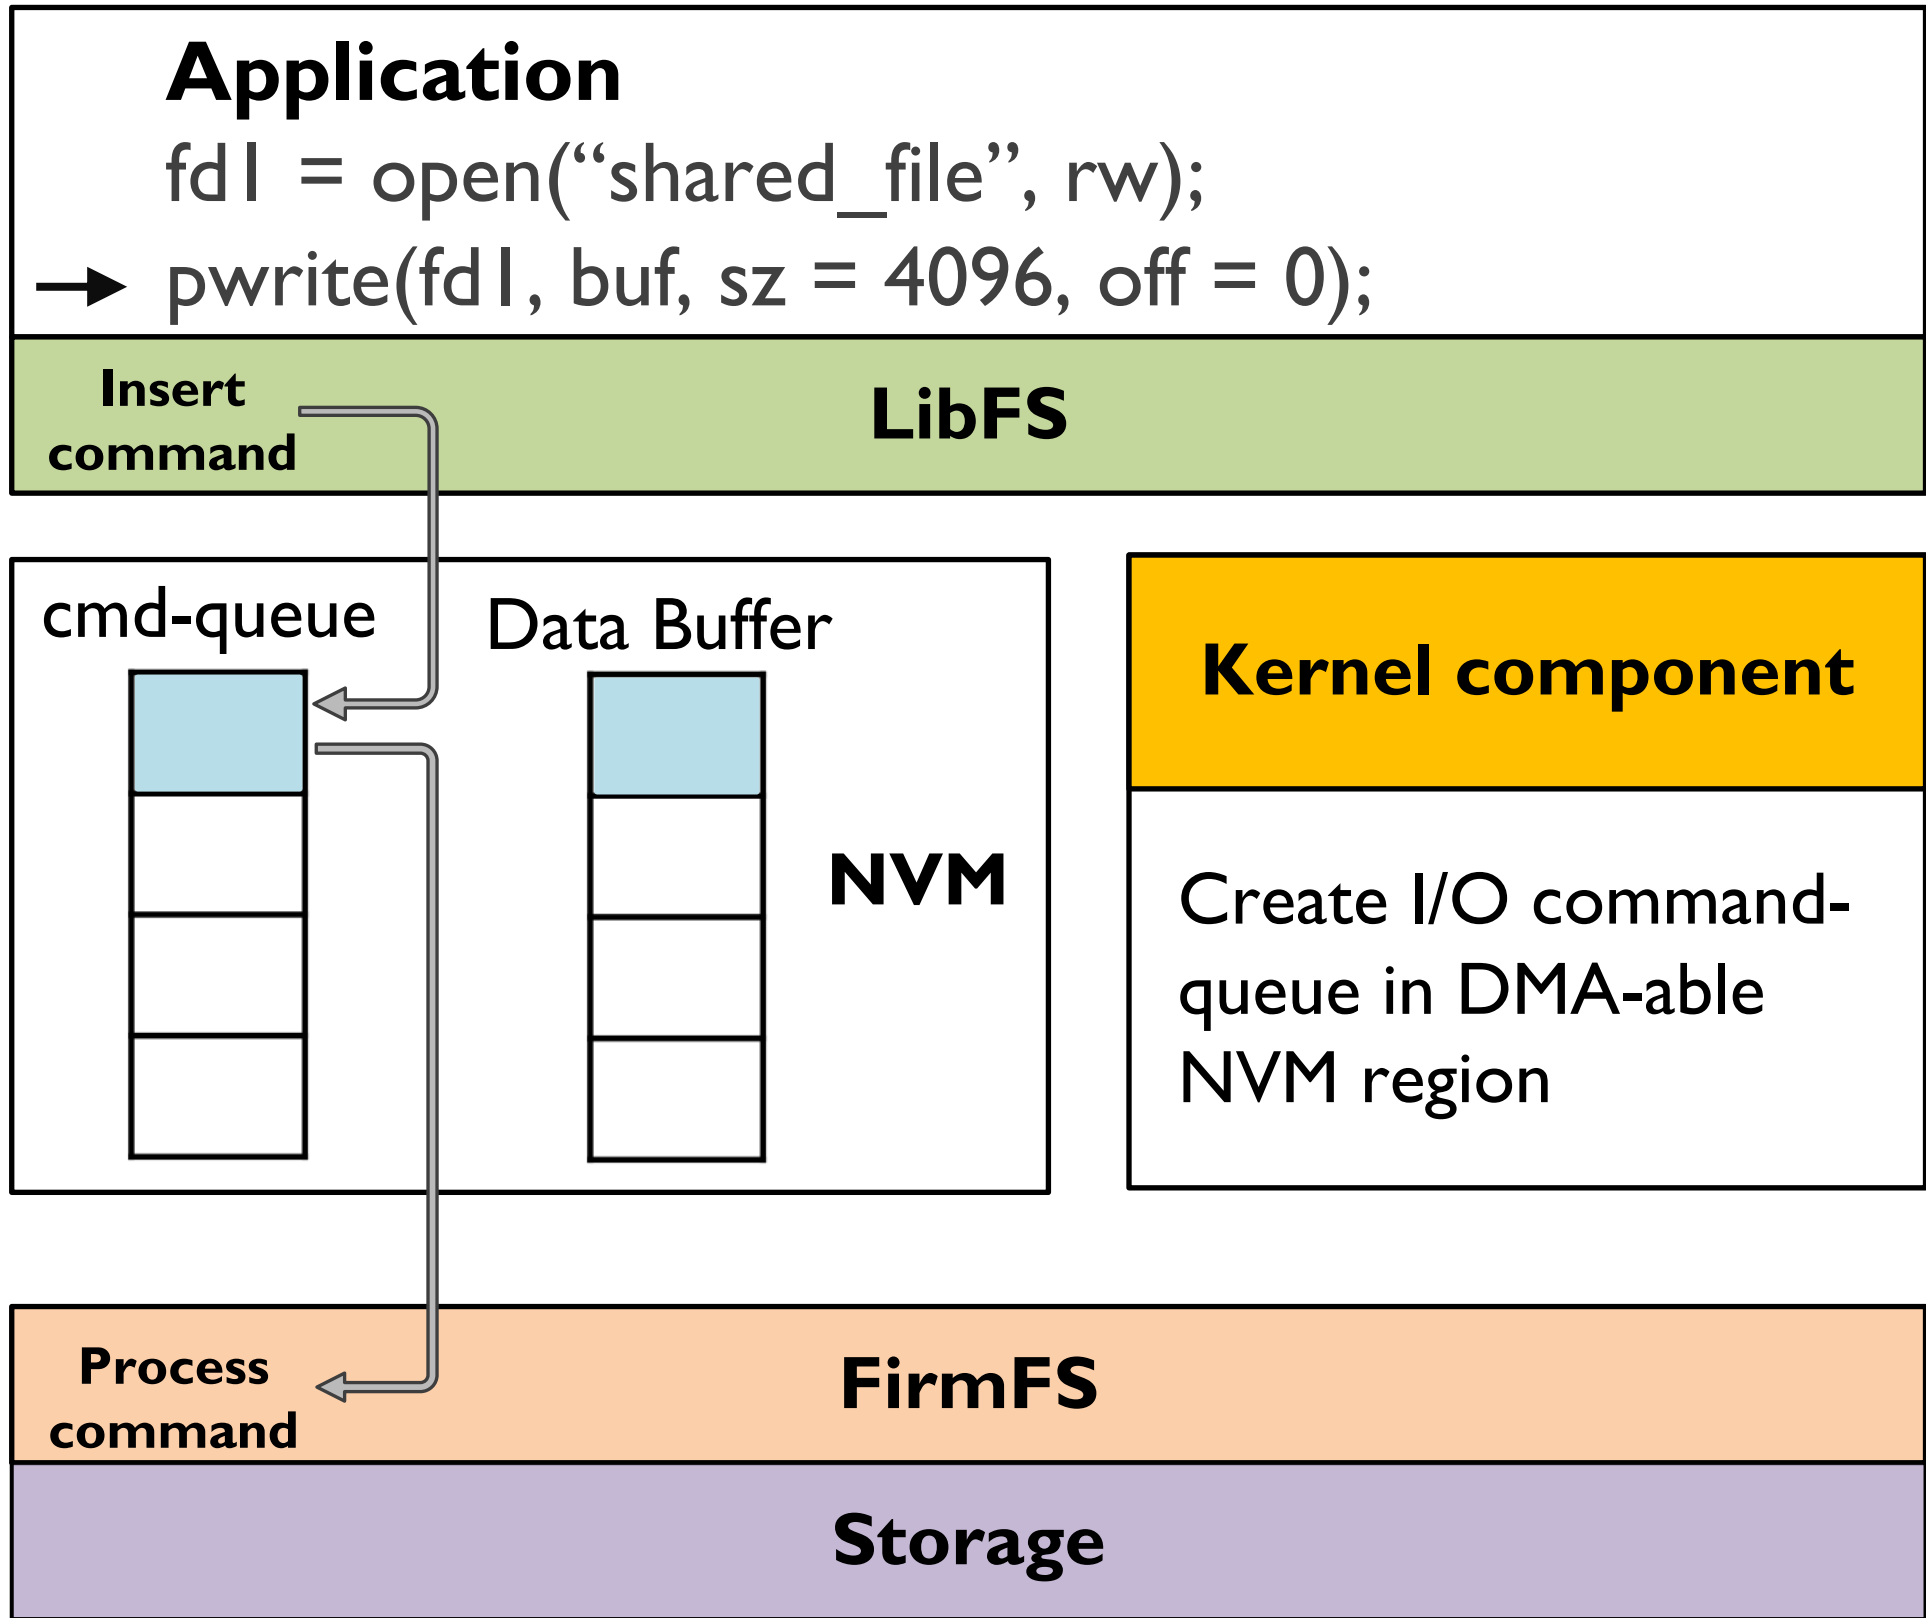 Application
fd1 = open(“shared_file”, rw);
pwrite(fd1, buf, sz = 4096, off = 0);
Insert
command
LibFS
cmd-queue
Data Buffer
NVM
Kernel component
Create I/O command-
queue in DMA-able
NVM region
Process
command
FirmFS
Storage